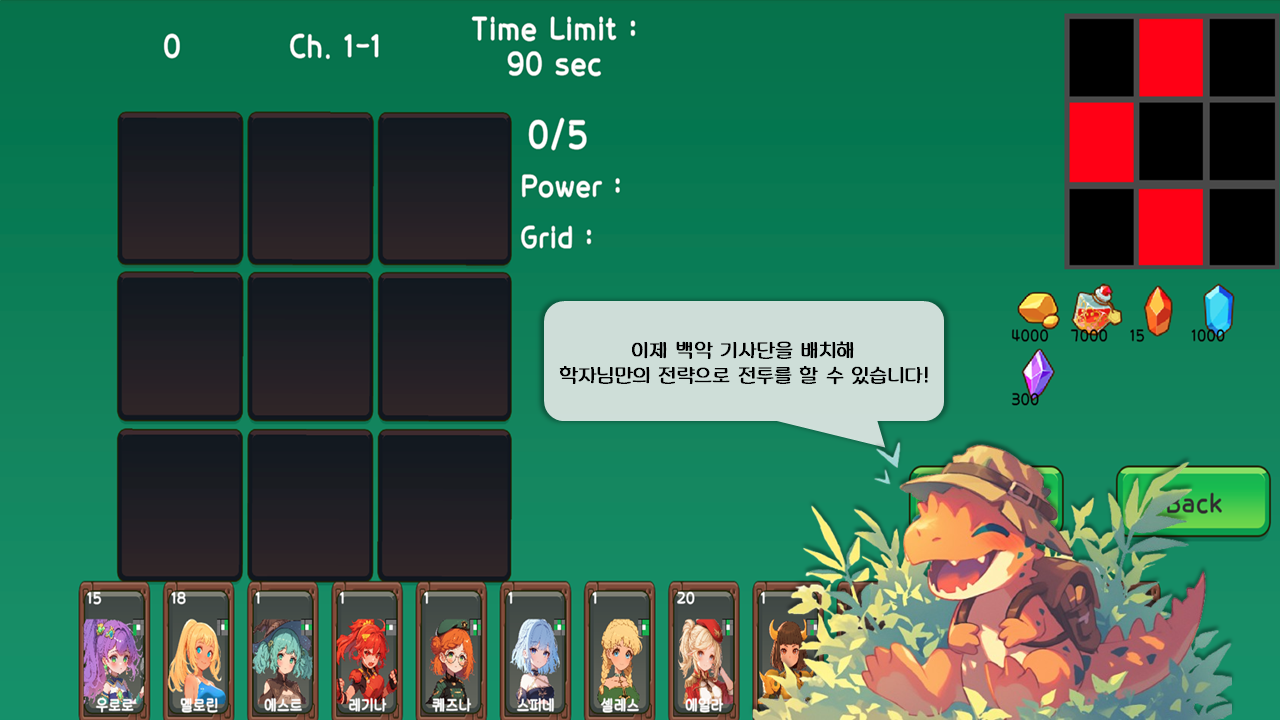 0
Ch. 1-1
Time Limit :
90 sec
0/5
Power :
Grid :
4000
7000
15
1000
300
이제 백악 기사단을 배치해
학자님만의 전략으로 전투를 할 수 있습니다!
Back
15
18
1
1
1
1
1
20
1
우로로
멜로린
에스트
레기나
퀴즈나
스퍼네
셀레스
에열라